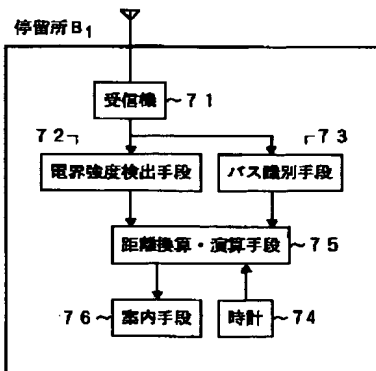 停留所B1
受信機 ~71
72 73
電界強度検出手段 バス識別手段
距離換算・演算手段 ~75
76~ 案内手段 時計 ~74